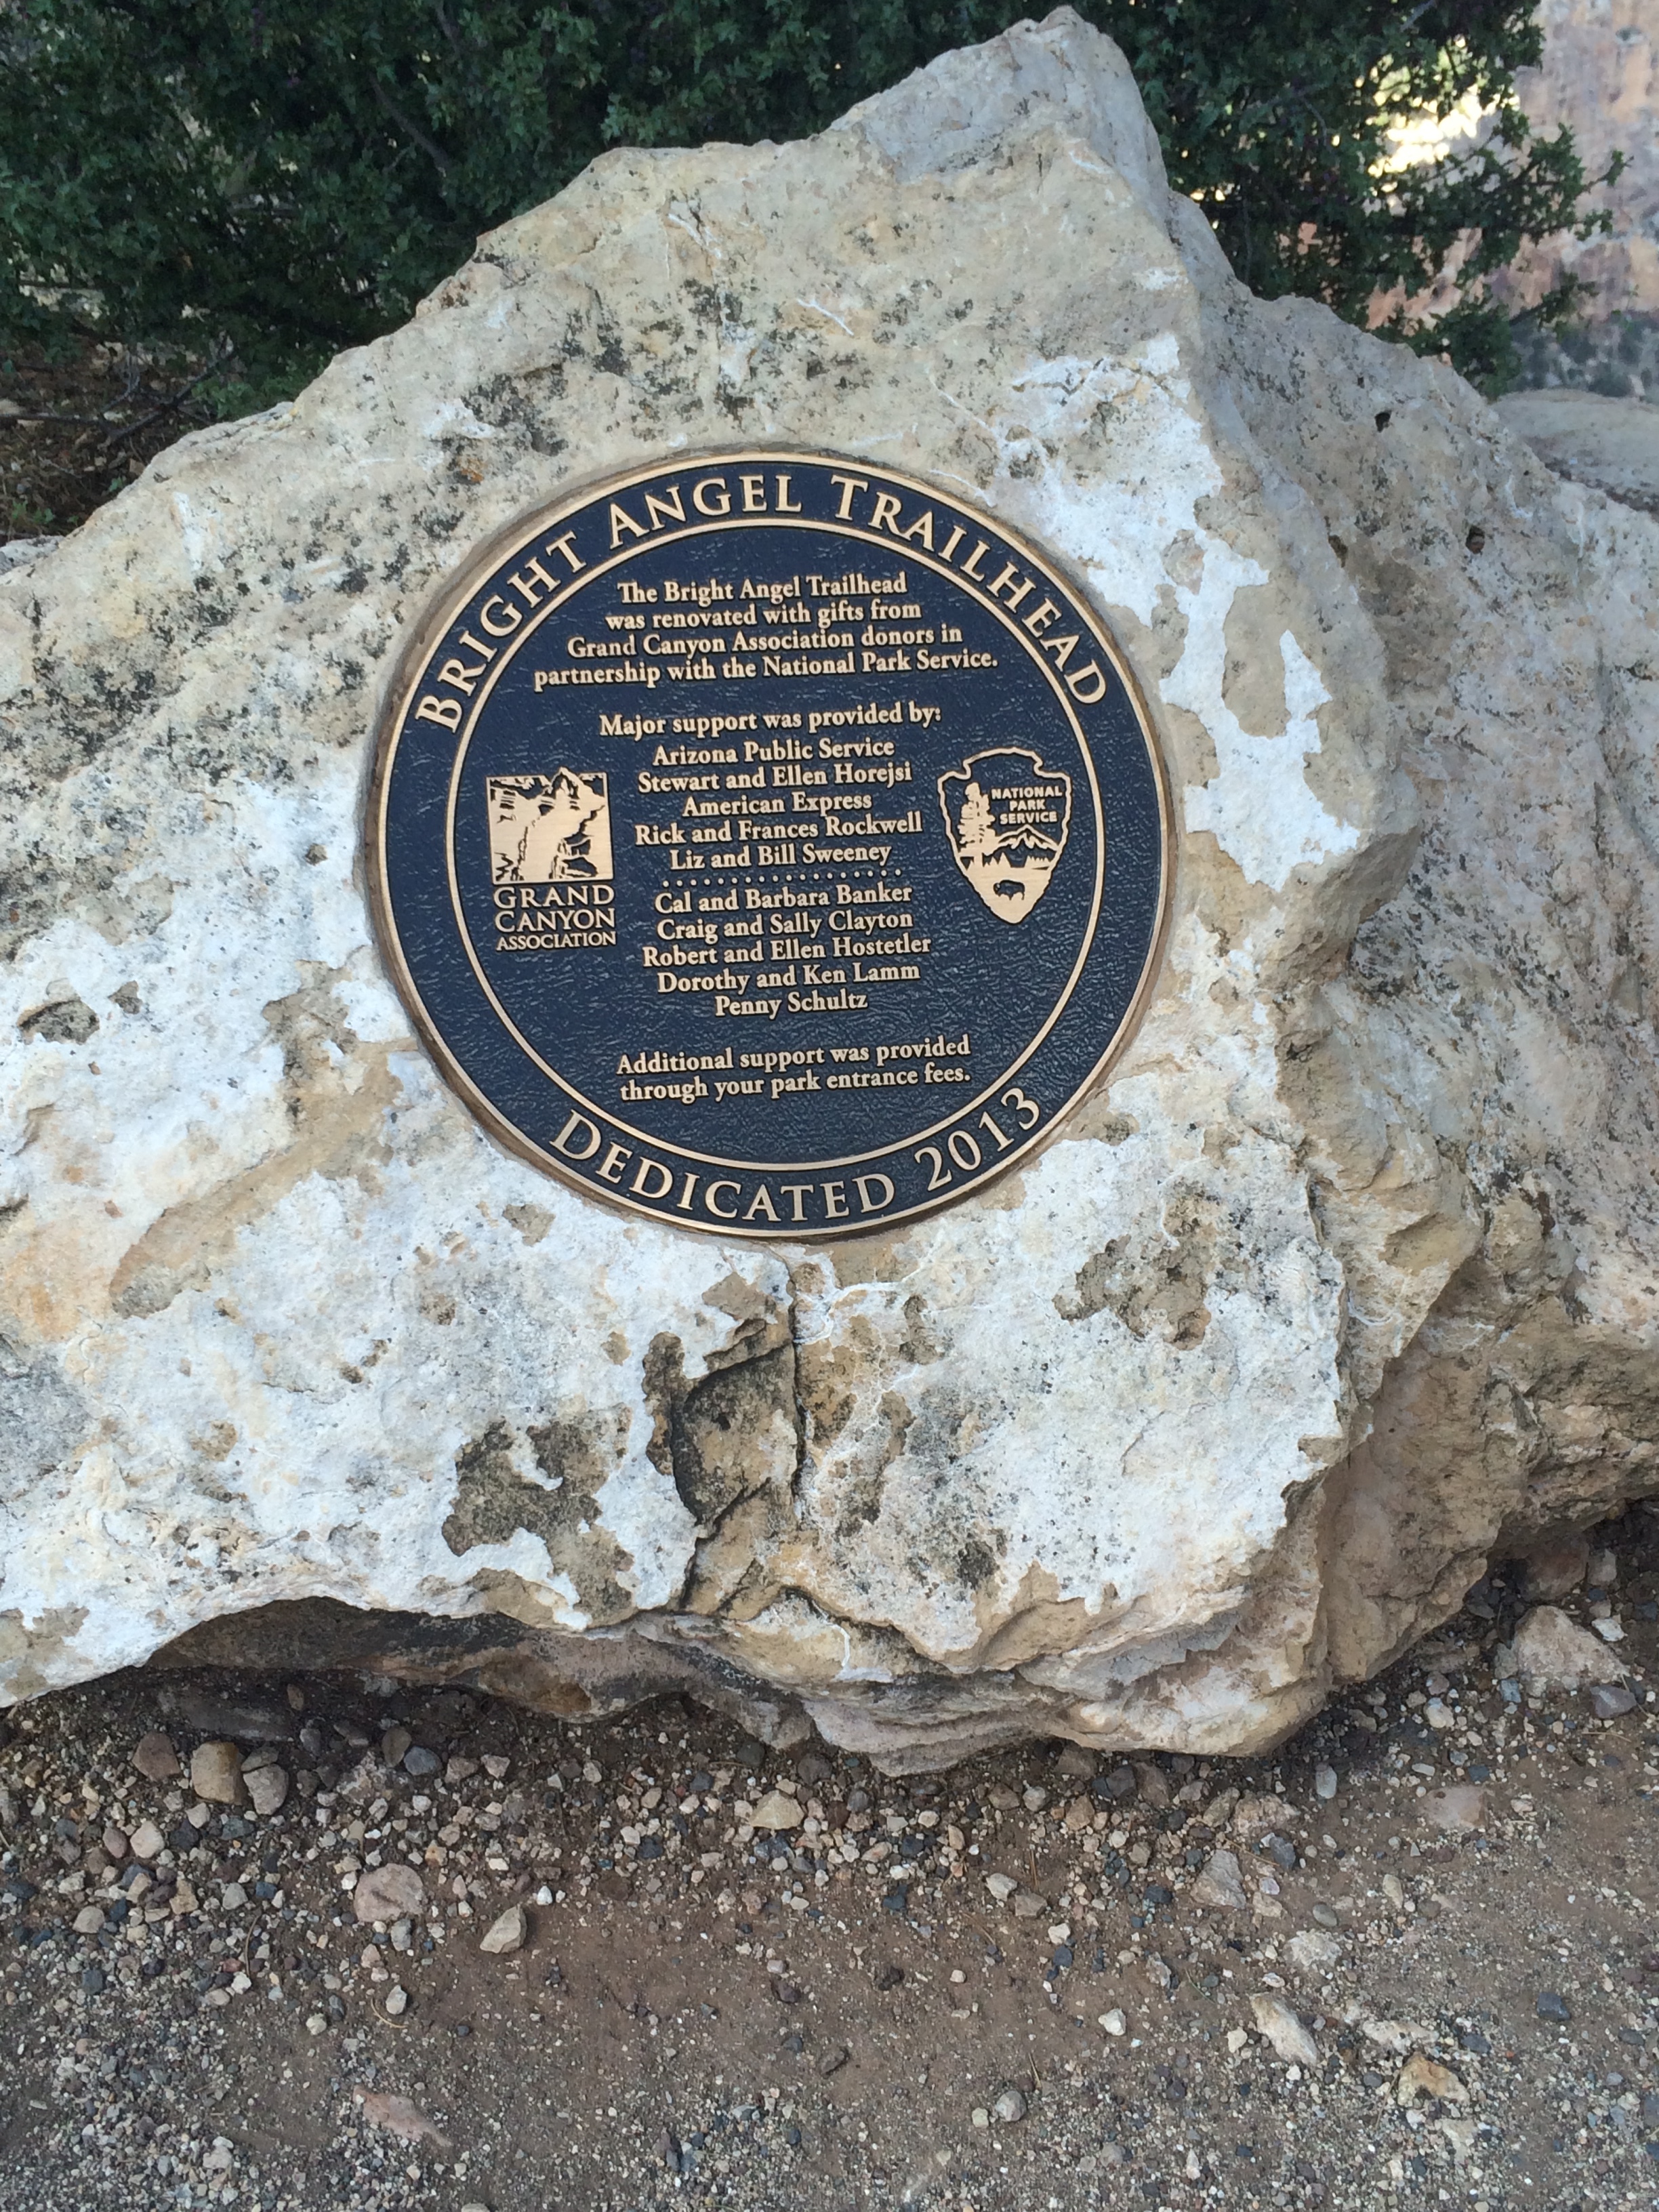 BRIGHT ANGEL TRAILHEAD
The Bright Angel Trailhead
was renovated with gifts from
Grand Canyon Association donors in
partnership with the National Park Service.
Major support was provided by:
Arizona Public Service
Stewart and Ellen Horejsi
American Express
Rick and Frances Rockwell
Liz and Bill Sweeney
Cal and Barbara Banker
Craig and Sally Clayton
Robert and Ellen Hostetler
Dorothy and Ken Lamm
Penny Schultz
GRAND
CANYON
ASSOCIATION
NATIONAL
PARK
SERVICE
Additional support was provided
through your park entrance fees.
DEDICATED 2013